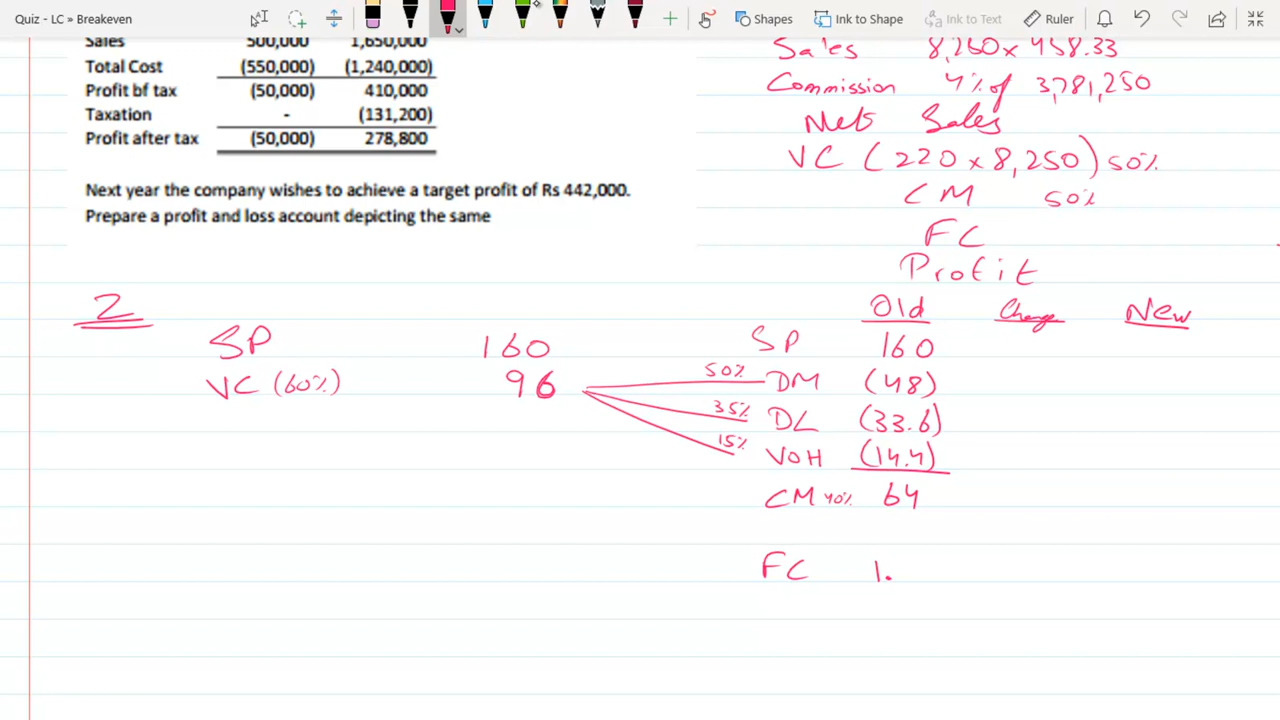 Quiz - LC » Breakeven
Shapes
Ink to Shape
Ink to Text
Ruler
Sales 500,000 1,650,000
Total Cost (550,000) (1,240,000)
Profit bf tax (50,000) 410,000
Taxation - (131,200)
Profit after tax (50,000) 278,800
Next year the company wishes to achieve a target profit of Rs 442,000.
Prepare a profit and loss account depicting the same
Sales 8,260 x 458.33
Commission 4% of 3,781,250
Net Sales
VC (220 x 8,250) 50%
CM 50%
FC
Profit
2
SP 160
VC (60%) 96
Old Change New
SP 160
50% DM (48)
35% DL (33.6)
15% VOH (14.4)
CM 40% 64
FC 1.